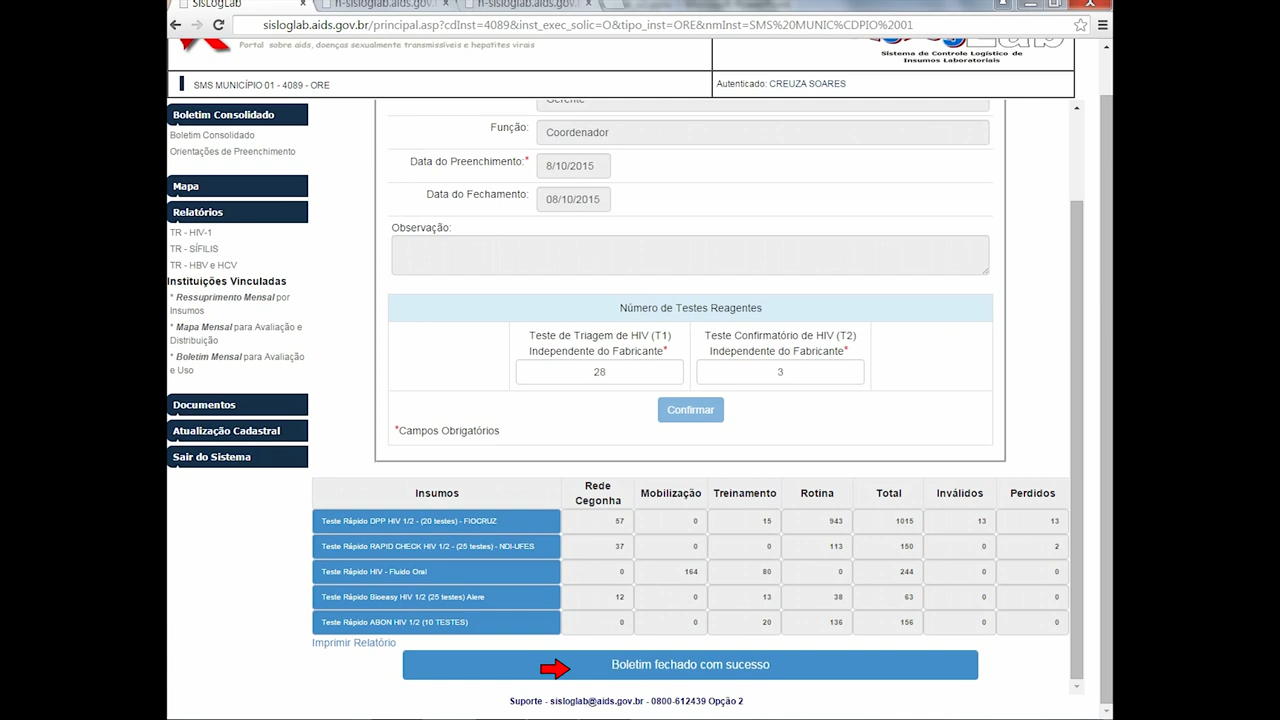 SisLogLab
sisloglab.aids.gov.br/principal.asp?cdInst=4089&inst_exec_solic=O&tipo_inst=ORE&nmInst=SMS%20MUNIC%CDPIO%2001
Portal sobre aids, doenças sexualmente transmissíveis e hepatites virais
Sistema de Controle Logístico de
Insumos Laboratoriais
SMS MUNICÍPIO 01 - 4089 - ORE
Autenticado: CREUZA SOARES
Boletim Consolidado
Boletim Consolidado
Orientações de Preenchimento
Mapa
Relatórios
TR - HIV-1
TR - SÍFILIS
TR - HBV e HCV
Instituições Vinculadas
* Ressuprimento Mensal por
Insumos
* Mapa Mensal para Avaliação e
Distribuição
* Boletim Mensal para Avaliação
e Uso
Documentos
Atualização Cadastral
Sair do Sistema
Gerente
Função: Coordenador
Data do Preenchimento:* 8/10/2015
Data do Fechamento: 08/10/2015
Observação:
Número de Testes Reagentes
Teste de Triagem de HIV (T1)
Independente do Fabricante*
28
Teste Confirmatório de HIV (T2)
Independente do Fabricante*
3
Confirmar
*Campos Obrigatórios
Insumos Rede Cegonha Mobilização Treinamento Rotina Total Inválidos Perdidos
Teste Rápido DPP HIV 1/2 - (20 testes) - FIOCRUZ 57 0 15 943 1015 13 13
Teste Rápido RAPID CHECK HIV 1/2 - (25 testes) - NDI-UFES 37 0 0 113 150 0 2
Teste Rápido HIV - Fluido Oral 0 164 80 0 244 0 0
Teste Rápido Bioeasy HIV 1/2 (25 testes) Alere 12 0 13 38 63 0 0
Teste Rápido ABON HIV 1/2 (10 TESTES) 0 0 20 136 156 0 0
Imprimir Relatório
Boletim fechado com sucesso
Suporte - sisloglab@aids.gov.br - 0800-612439 Opção 2